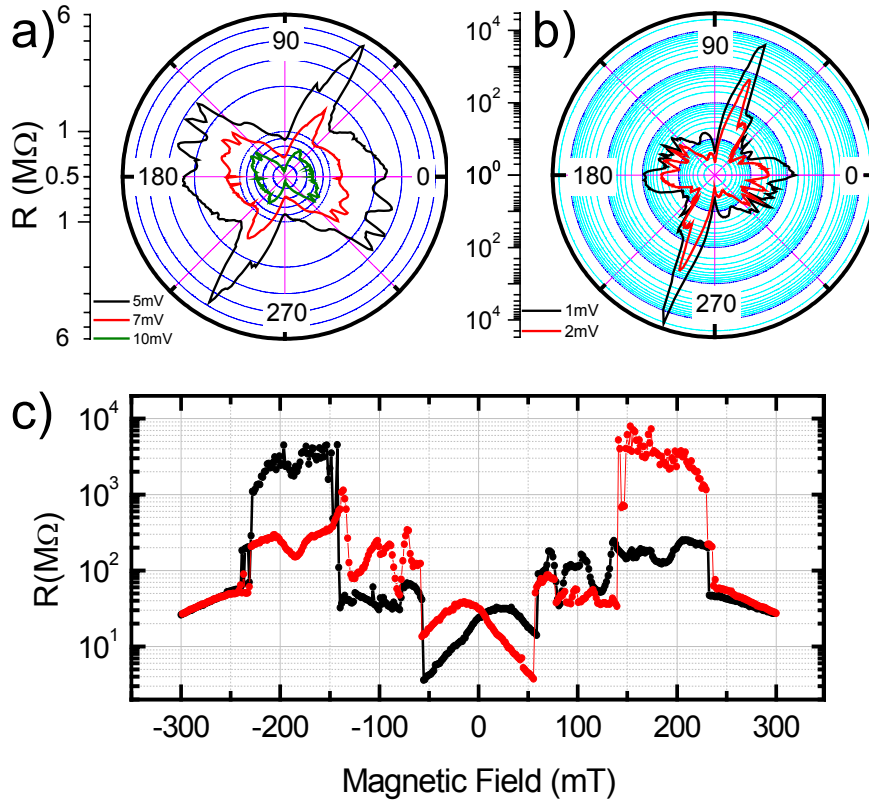 a)
R (MΩ)
6
1
0.5
1
6
90
180
0
270
5mV
7mV
10mV
b)
10⁴
10²
10⁰
10²
10⁴
90
180
0
270
1mV
2mV
c)
R(MΩ)
10⁴
10³
10²
10¹
-300 -200 -100 0 100 200 300
Magnetic Field (mT)